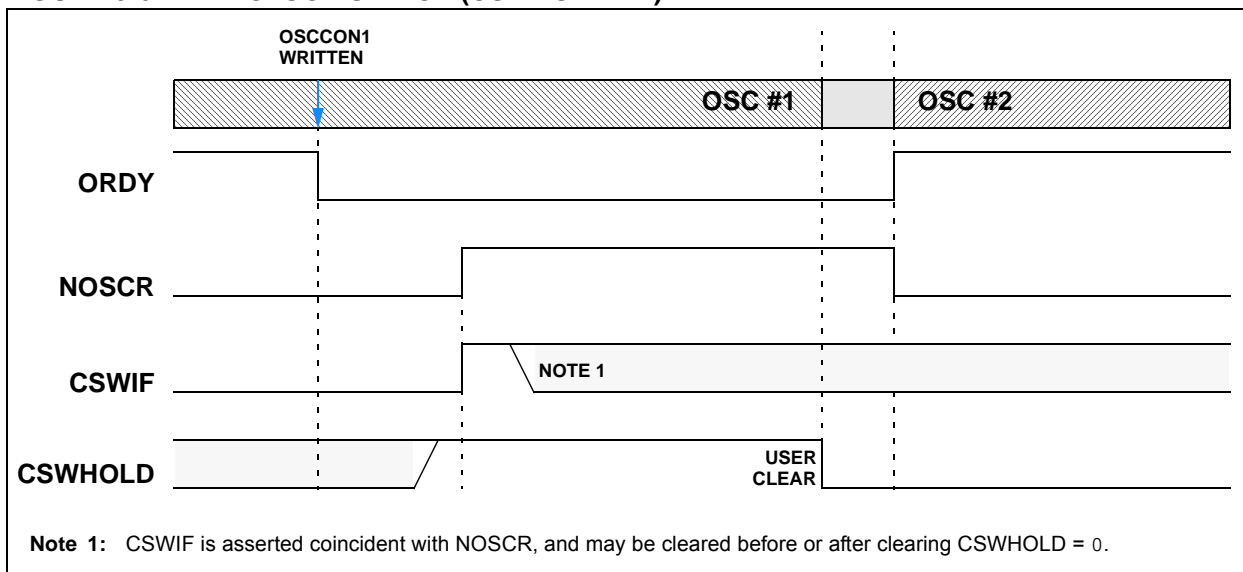 OSCCON1
WRITTEN
OSC #1
OSC #2
ORDY
NOSCR
CSWIF
NOTE 1
CSWHOLD
USER
CLEAR
Note 1: CSWIF is asserted coincident with NOSCR, and may be cleared before or after clearing CSWHOLD = 0.